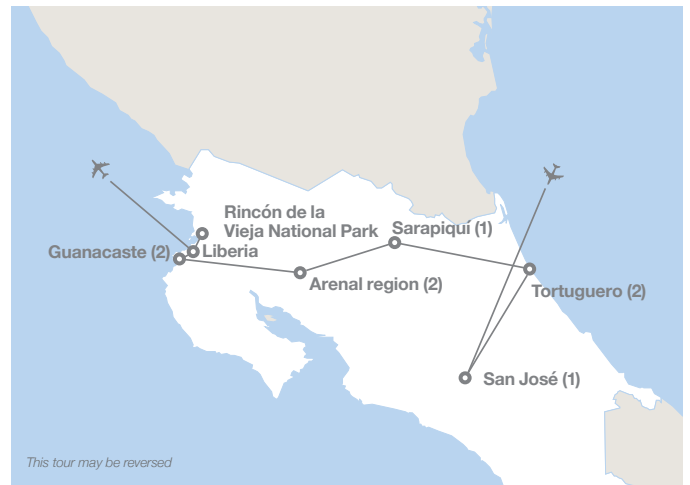 Rincón de la
Vieja National Park
Sarapiquí (1)
Guanacaste (2)
Liberia
Arenal region (2)
Tortuguero (2)
San José (1)
This tour may be reversed